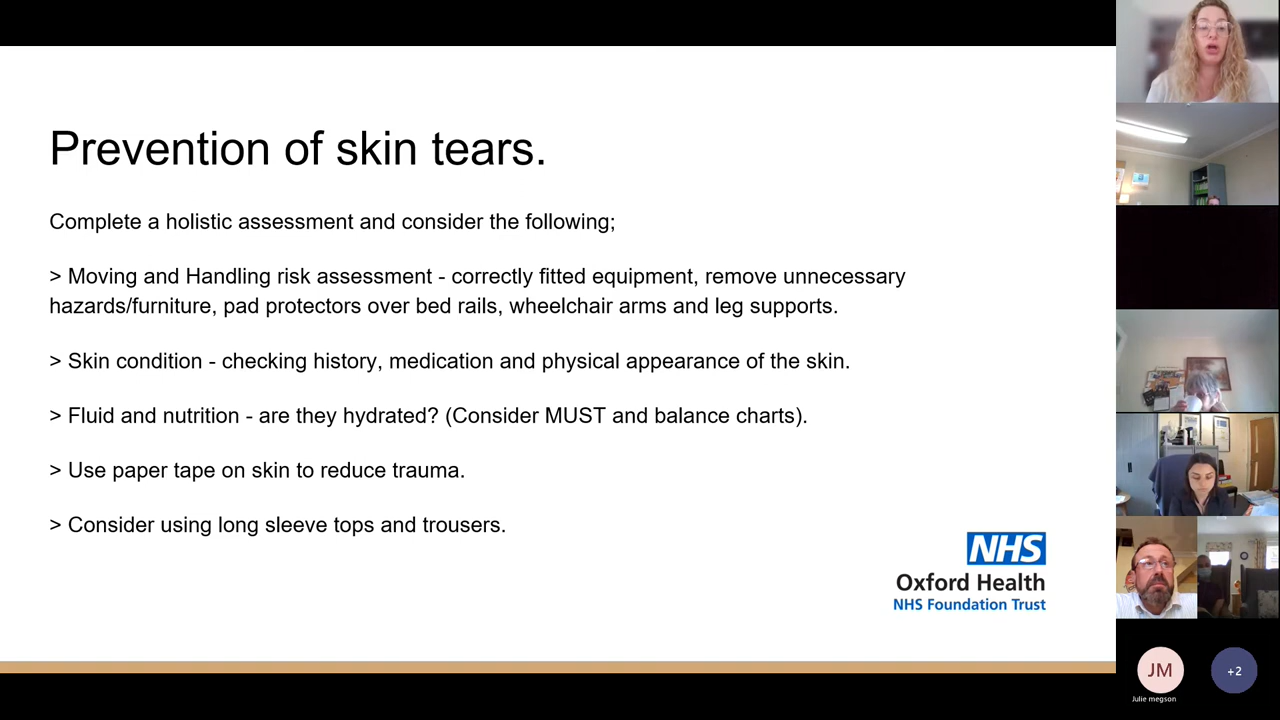 Prevention of skin tears.
Complete a holistic assessment and consider the following;
> Moving and Handling risk assessment - correctly fitted equipment, remove unnecessary
hazards/furniture, pad protectors over bed rails, wheelchair arms and leg supports.
> Skin condition - checking history, medication and physical appearance of the skin.
> Fluid and nutrition - are they hydrated? (Consider MUST and balance charts).
> Use paper tape on skin to reduce trauma.
> Consider using long sleeve tops and trousers.
NHS
Oxford Health
NHS Foundation Trust
JM
+2
Julie megson